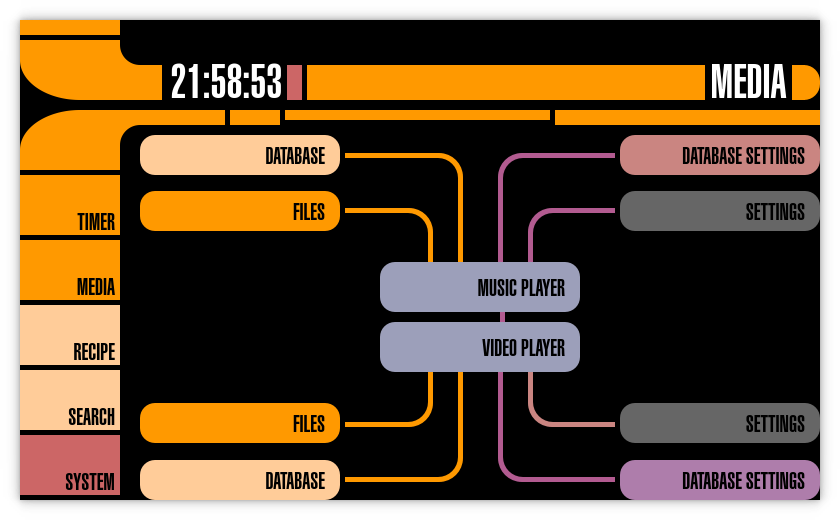 21:58:53
MEDIA
DATABASE
DATABASE SETTINGS
FILES
SETTINGS
TIMER
MEDIA
MUSIC PLAYER
RECIPE
VIDEO PLAYER
SEARCH
FILES
SETTINGS
SYSTEM
DATABASE
DATABASE SETTINGS